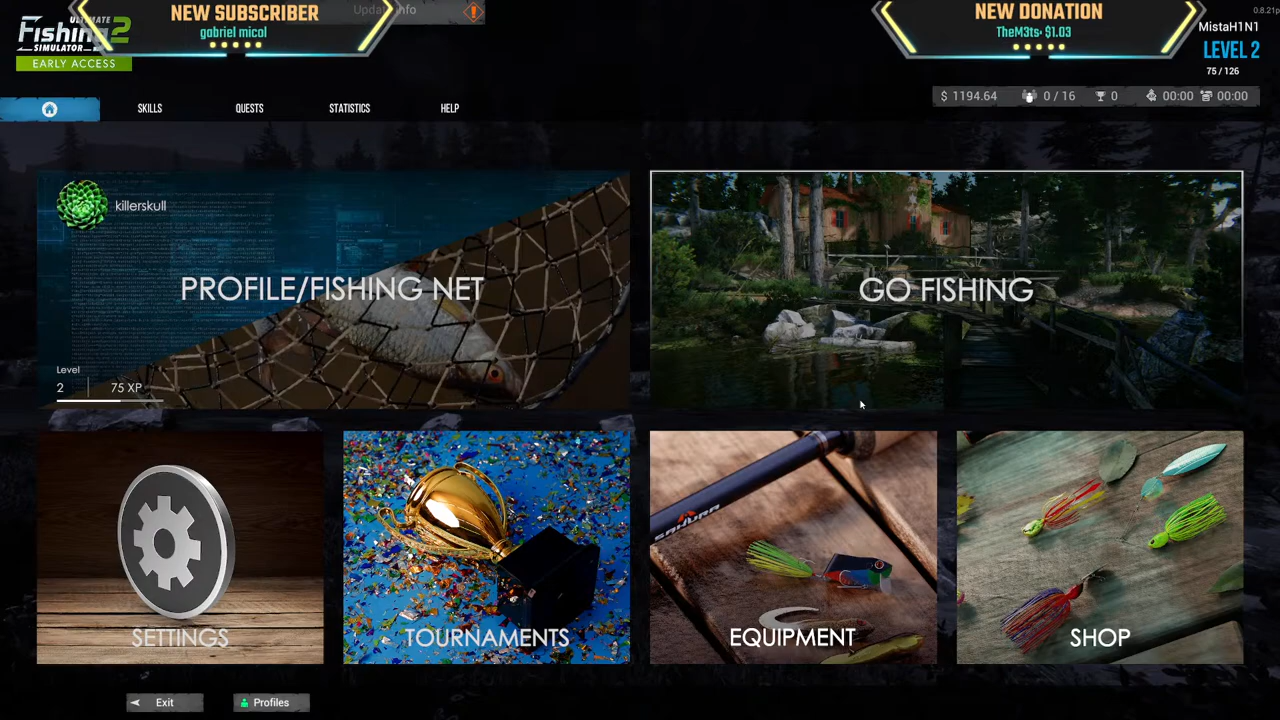 ULTIMATE
Fishing 2
SIMULATOR
EARLY ACCESS
NEW SUBSCRIBER
gabriel micol
Update info
NEW DONATION
TheM3ts- $1.03
0.8.21p
MistaH1N1
LEVEL 2
75 / 126
$ 1194.64
0 / 16
0
00:00
00:00
SKILLS
QUESTS
STATISTICS
HELP
killerskull
PROFILE/FISHING NET
Level
2
75 XP
GO FISHING
SETTINGS
TOURNAMENTS
SAKURA
EQUIPMENT
SHOP
Exit
Profiles